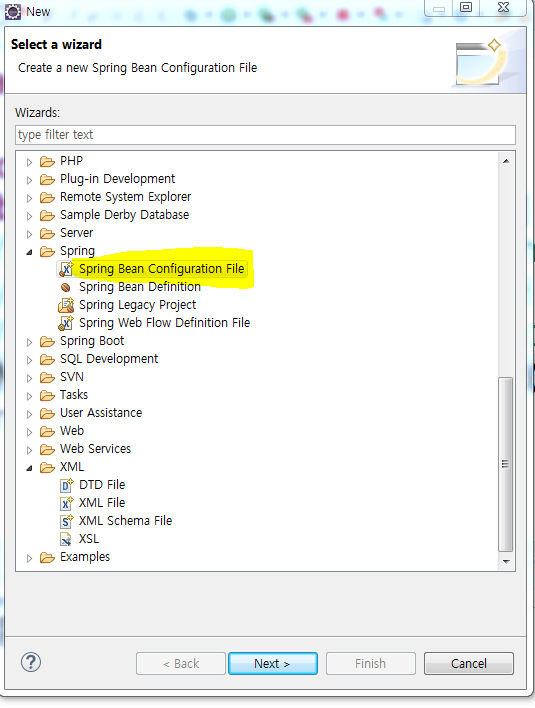 New
Select a wizard
Create a new Spring Bean Configuration File
Wizards:
type filter text
PHP
Plug-in Development
Remote System Explorer
Sample Derby Database
Server
Spring
Spring Bean Configuration File
Spring Bean Definition
Spring Legacy Project
Spring Web Flow Definition File
Spring Boot
SQL Development
SVN
Tasks
User Assistance
Web
Web Services
XML
DTD File
XML File
XML Schema File
XSL
Examples
< Back Next > Finish Cancel